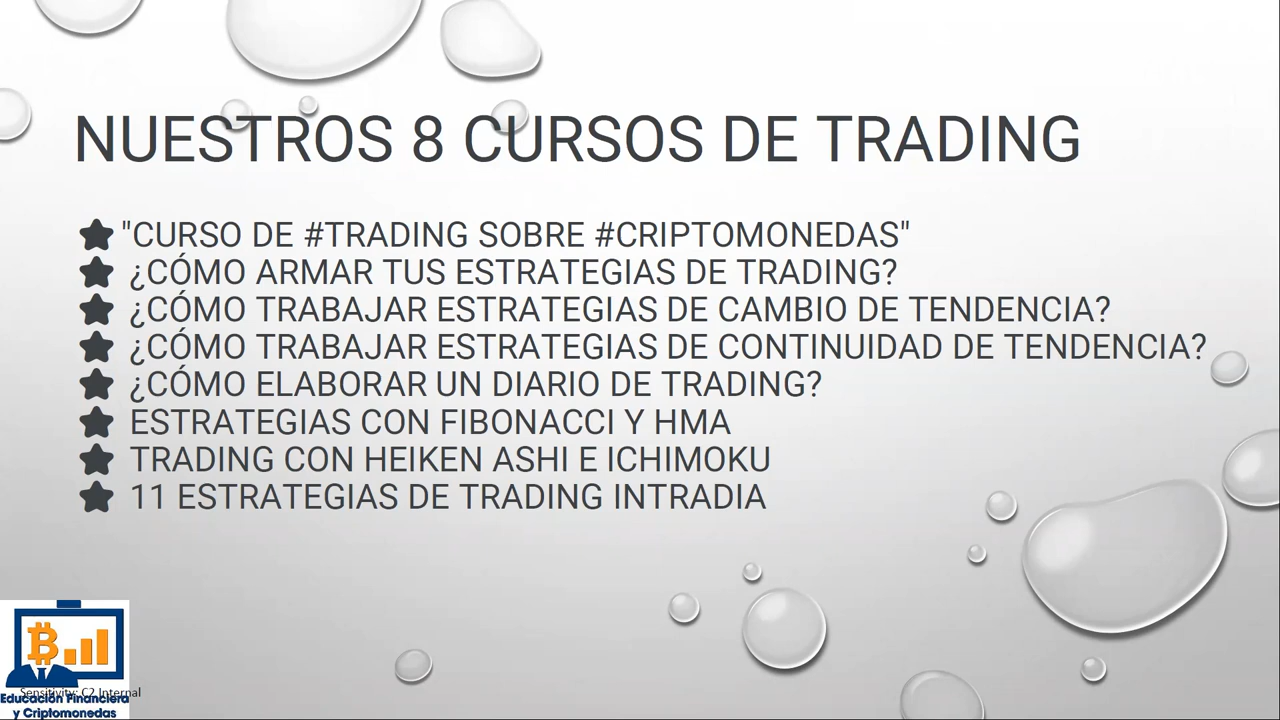 NUESTROS 8 CURSOS DE TRADING
"CURSO DE #TRADING SOBRE #CRIPTOMONEDAS"
¿CÓMO ARMAR TUS ESTRATEGIAS DE TRADING?
¿CÓMO TRABAJAR ESTRATEGIAS DE CAMBIO DE TENDENCIA?
¿CÓMO TRABAJAR ESTRATEGIAS DE CONTINUIDAD DE TENDENCIA?
¿CÓMO ELABORAR UN DIARIO DE TRADING?
ESTRATEGIAS CON FIBONACCI Y HMA
TRADING CON HEIKEN ASHI E ICHIMOKU
11 ESTRATEGIAS DE TRADING INTRADIA
Sensitivity: C2 Internal
Educación Financiera
y Criptomonedas